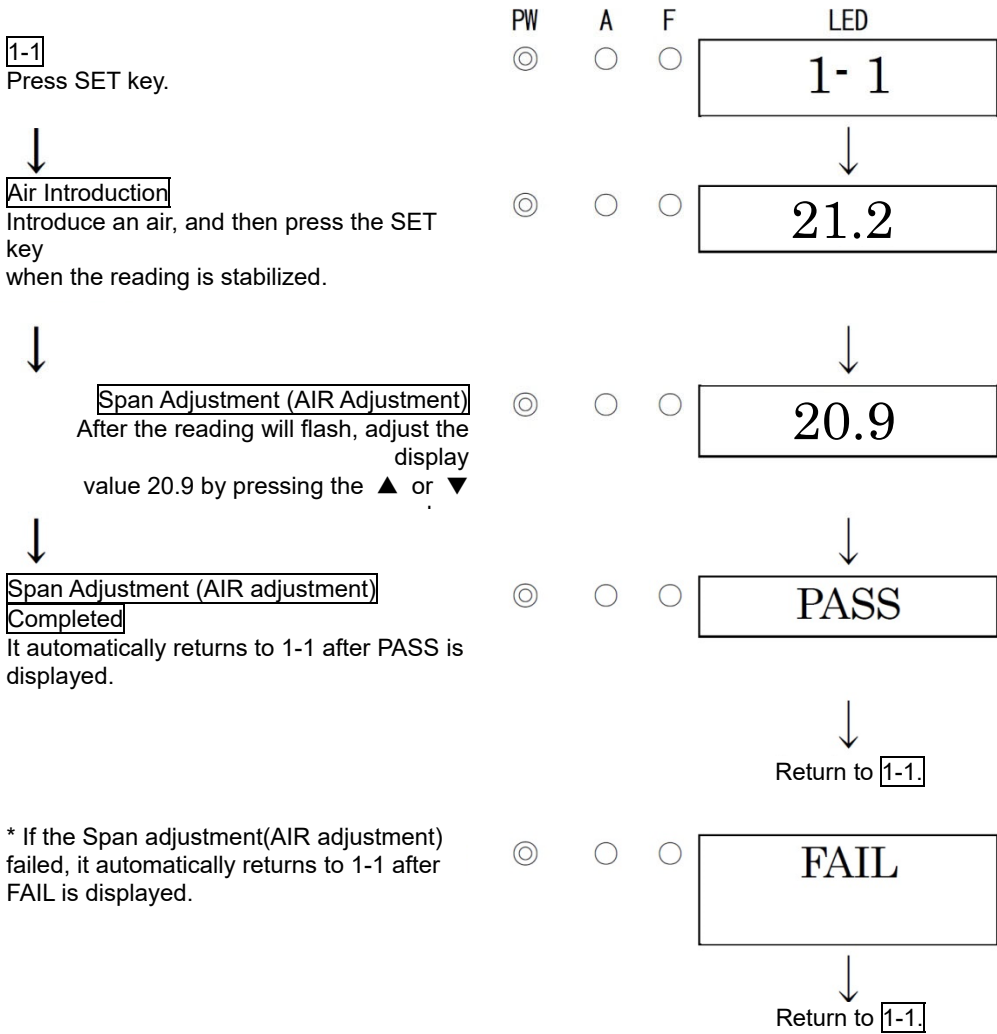 PW A F LED
1-1
Press SET key.
1- 1
Air Introduction
Introduce an air, and then press the SET
key
when the reading is stabilized.
21.2
Span Adjustment (AIR Adjustment)
After the reading will flash, adjust the
display
value 20.9 by pressing the ▲ or ▼
20.9
Span Adjustment (AIR adjustment)
Completed
It automatically returns to 1-1 after PASS is
displayed.
PASS
Return to 1-1.
* If the Span adjustment(AIR adjustment)
failed, it automatically returns to 1-1 after
FAIL is displayed.
FAIL
Return to 1-1.